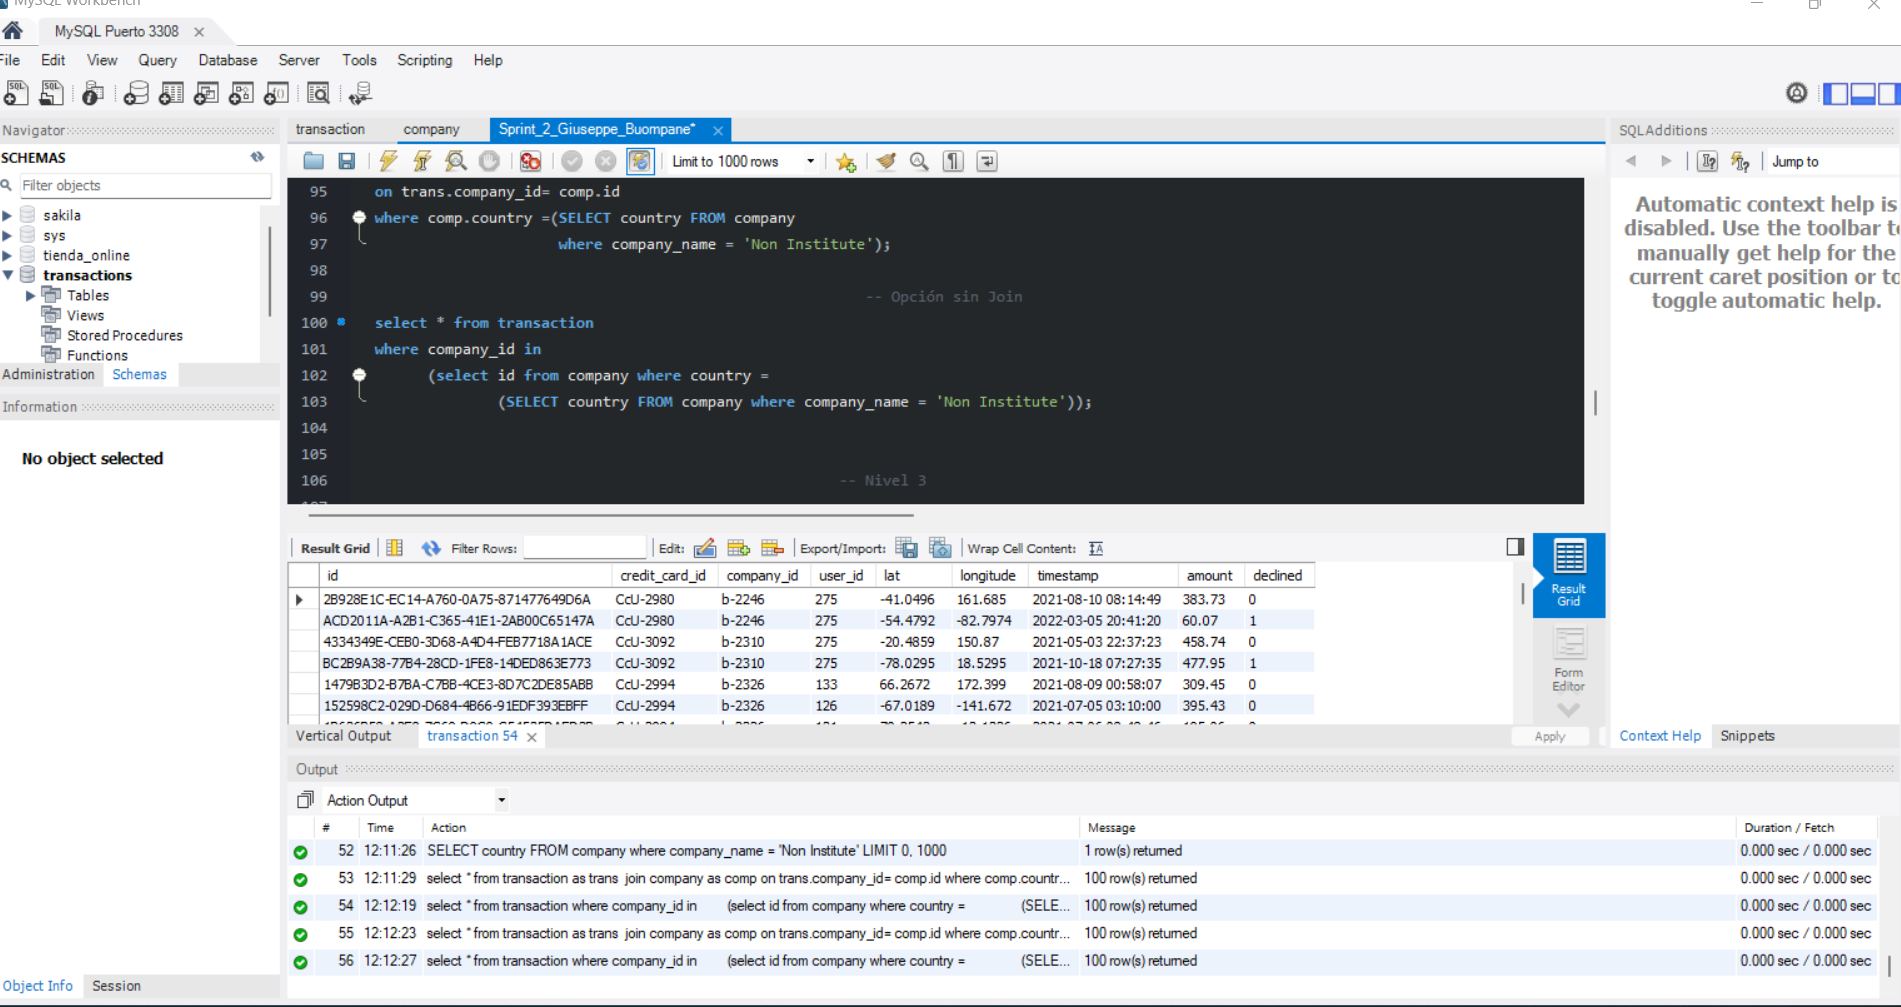 MySQL Workbench
MySQL Puerto 3308
File Edit View Query Database Server Tools Scripting Help
Navigator
SCHEMAS
Filter objects
sakila
sys
tienda_online
transactions
Tables
Views
Stored Procedures
Functions
Administration Schemas
Information
No object selected
Object Info Session
transaction company Sprint_2_Giuseppe_Buompane*
Limit to 1000 rows
95 on trans.company_id= comp.id
96 where comp.country =(SELECT country FROM company
97 where company_name = 'Non Institute');
98
99 -- Opción sin Join
100 select * from transaction
101 where company_id in
102 (select id from company where country =
103 (SELECT country FROM company where company_name = 'Non Institute'));
104
105
106 -- Nivel 3
Result Grid Filter Rows: Edit: Export/Import: Wrap Cell Content:
id credit_card_id company_id user_id lat longitude timestamp amount declined
2B928E1C-EC14-A760-0A75-871477649D6A CcU-2980 b-2246 275 -41.0496 161.685 2021-08-10 08:14:49 383.73 0
ACD2011A-A2B1-C365-41E1-2AB00C65147A CcU-2980 b-2246 275 -54.4792 -82.7974 2022-03-05 20:41:20 60.07 1
4334349E-CEB0-3D68-A4D4-FEB7718A1ACE CcU-3092 b-2310 275 -20.4859 150.87 2021-05-03 22:37:23 458.74 0
BC2B9A38-77B4-28CD-1FE8-14DED863E773 CcU-3092 b-2310 275 -78.0295 18.5295 2021-10-18 07:27:35 477.95 1
1479B3D2-B7BA-C7BB-4CE3-8D7C2DE85ABB CcU-2994 b-2326 133 66.2672 172.399 2021-08-09 00:58:07 309.45 0
152598C2-029D-D684-4B66-91EDF393EBFF CcU-2994 b-2326 126 -67.0189 -141.672 2021-07-05 03:10:00 395.43 0
Result Grid
Form Editor
Vertical Output transaction 54 Apply
Output
Action Output
# Time Action Message Duration / Fetch
52 12:11:26 SELECT country FROM company where company_name = 'Non Institute' LIMIT 0, 1000 1 row(s) returned 0.000 sec / 0.000 sec
53 12:11:29 select * from transaction as trans join company as comp on trans.company_id= comp.id where comp.countr... 100 row(s) returned 0.000 sec / 0.000 sec
54 12:12:19 select * from transaction where company_id in (select id from company where country = (SELE... 100 row(s) returned 0.000 sec / 0.000 sec
55 12:12:23 select * from transaction as trans join company as comp on trans.company_id= comp.id where comp.countr... 100 row(s) returned 0.000 sec / 0.000 sec
56 12:12:27 select * from transaction where company_id in (select id from company where country = (SELE... 100 row(s) returned 0.000 sec / 0.000 sec
SQLAdditions
Jump to
Automatic context help is
disabled. Use the toolbar to
manually get help for the
current caret position or to
toggle automatic help.
Context Help Snippets